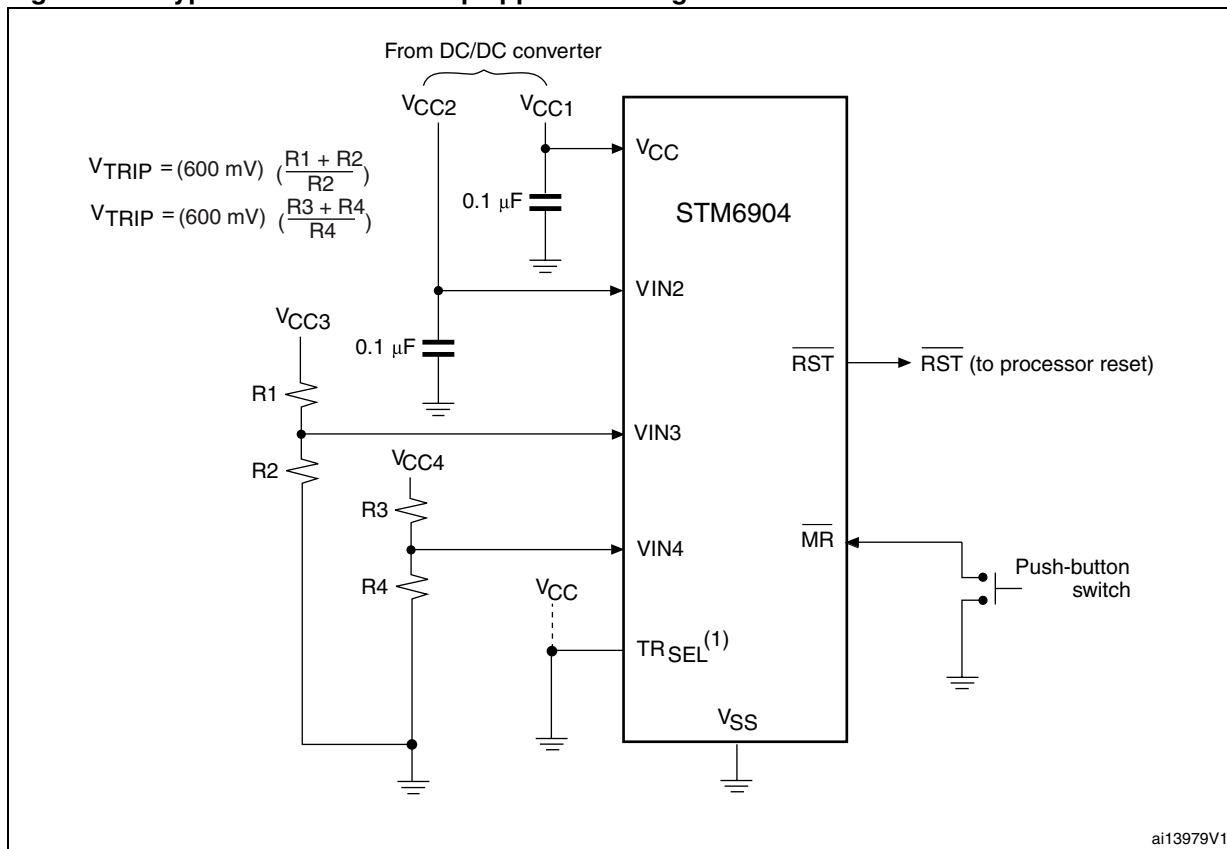 From DC/DC converter
VCC2
VCC1
VTRIP = (600 mV) (R1 + R2 / R2)
VTRIP = (600 mV) (R3 + R4 / R4)
0.1 μF
VCC
STM6904
VIN2
VCC3
0.1 μF
RST
RST (to processor reset)
R1
VIN3
R2
VCC4
R3
VIN4
MR
R4
VCC
Push-button
switch
TRSEL(1)
VSS
ai13979V1